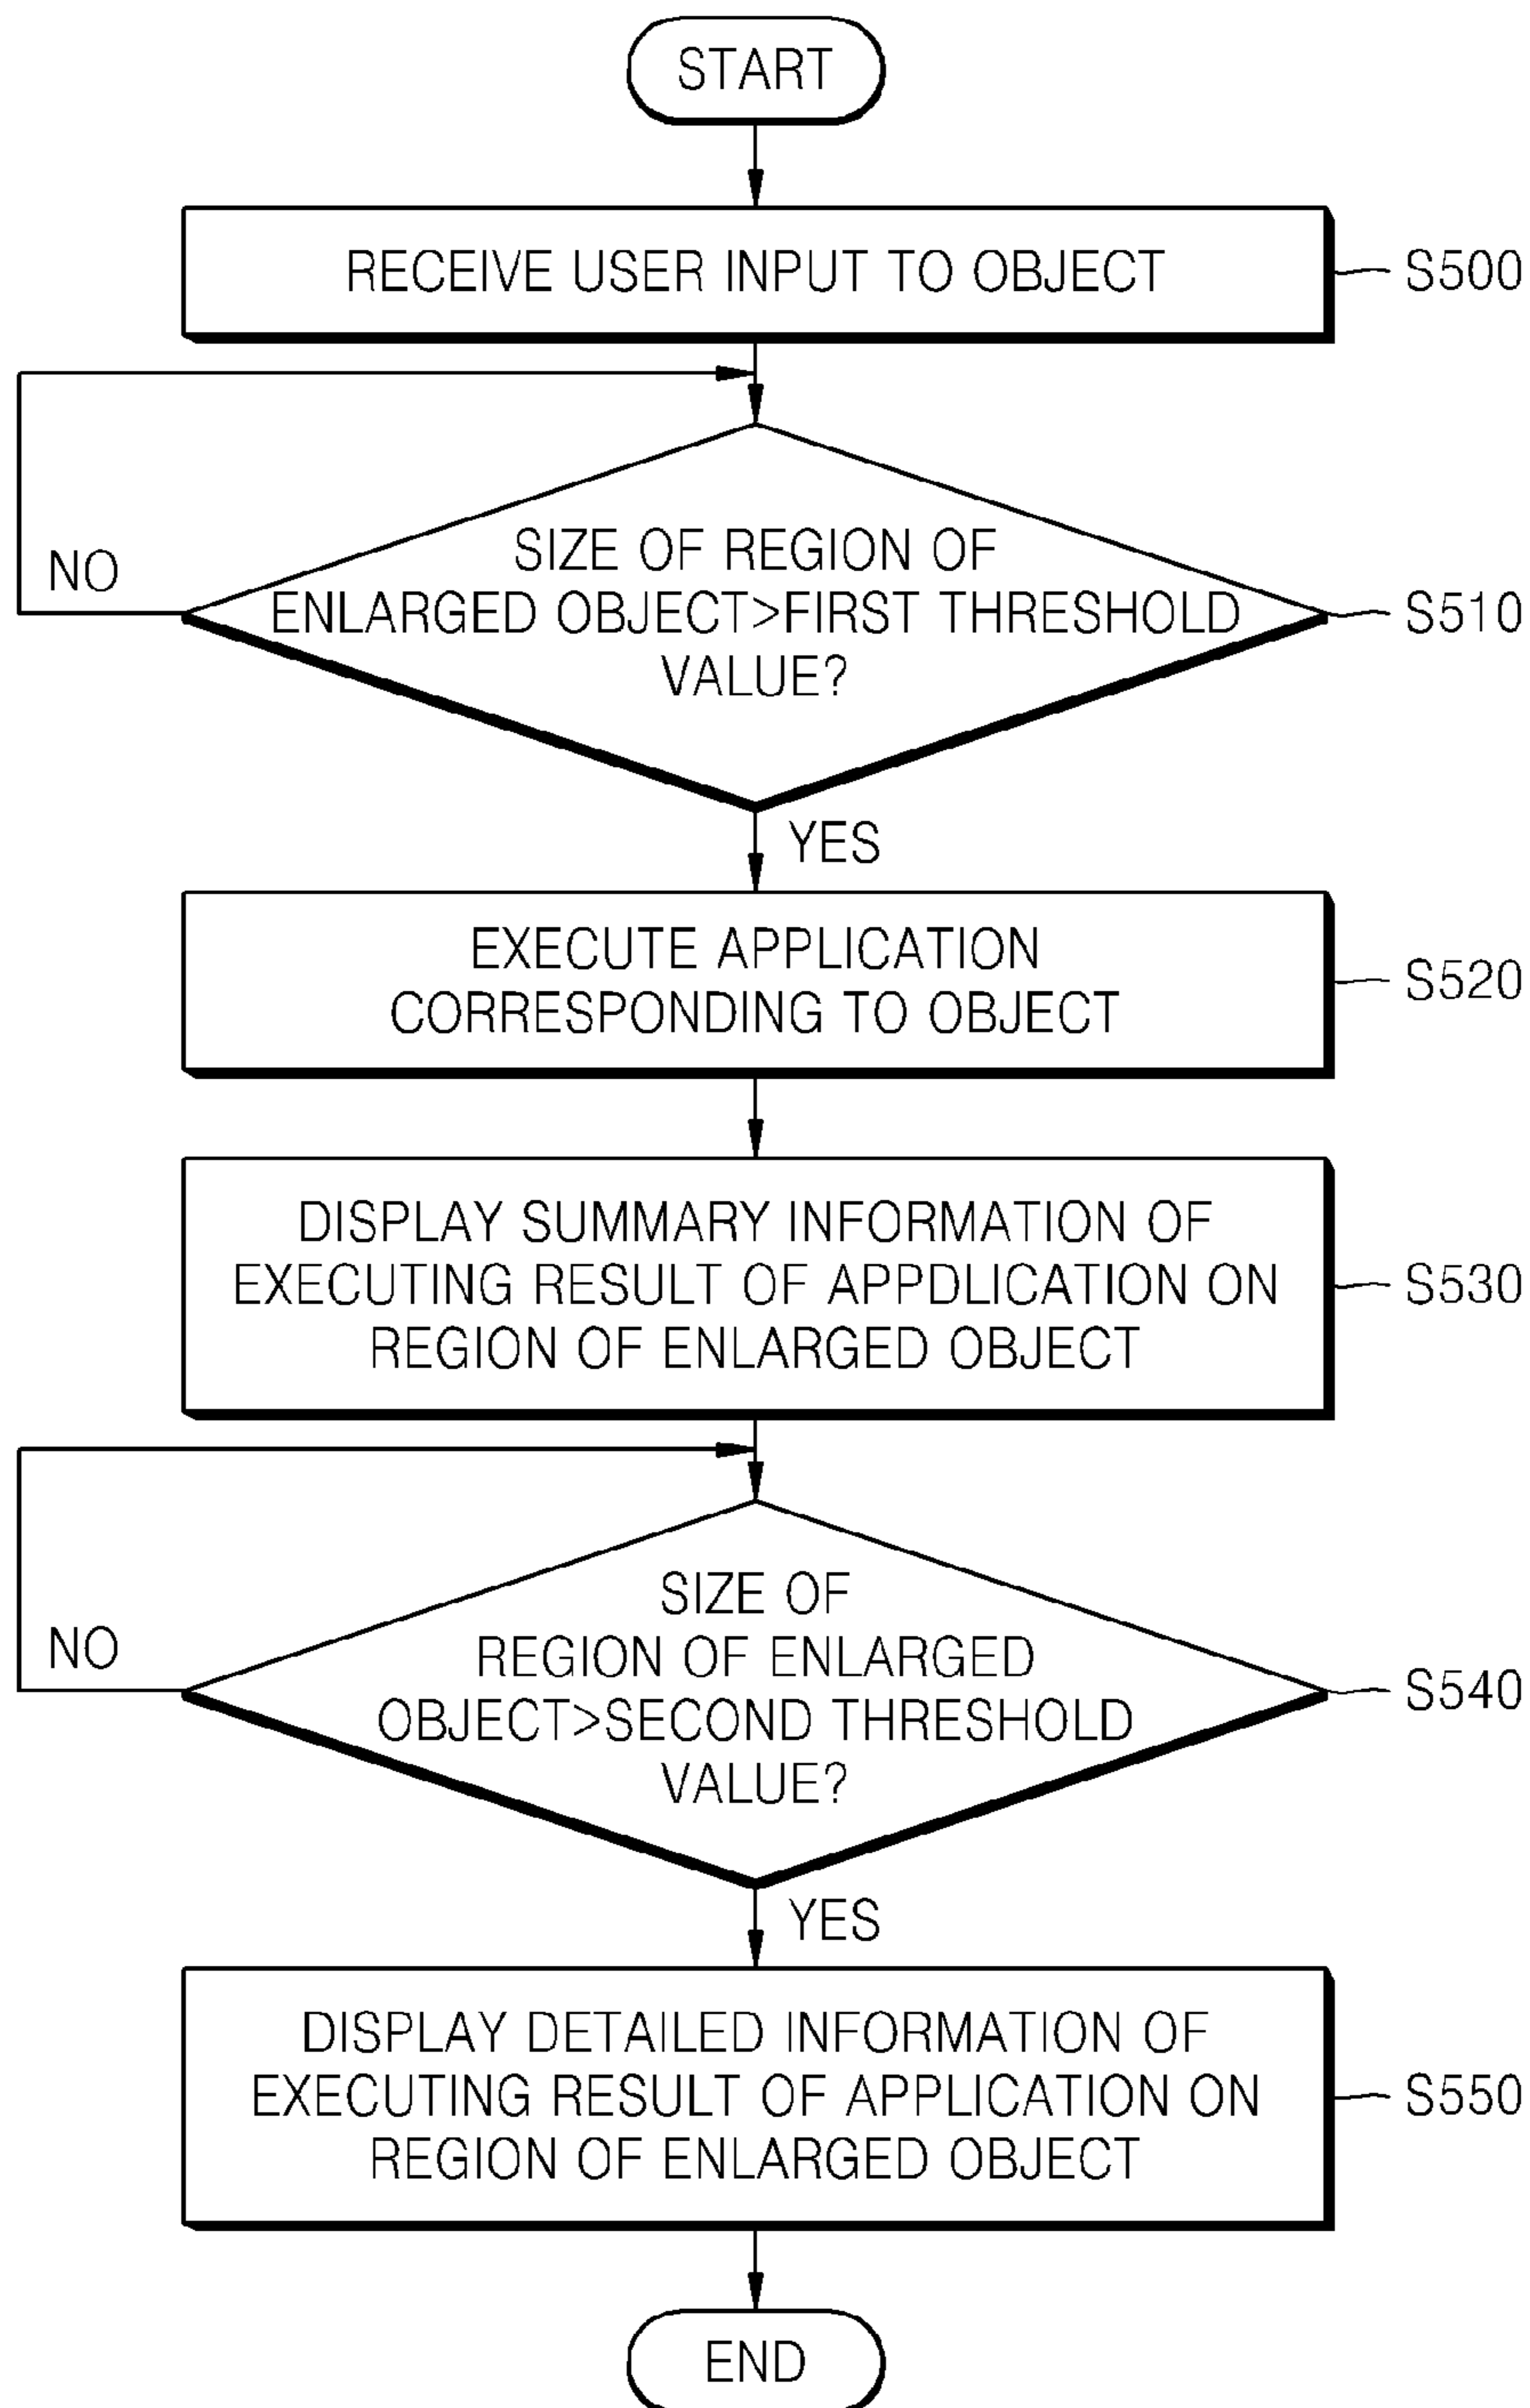 START
RECEIVE USER INPUT TO OBJECT
S500
SIZE OF REGION OF
ENLARGED OBJECT>FIRST THRESHOLD
VALUE?
NO
S510
YES
EXECUTE APPLICATION
CORRESPONDING TO OBJECT
S520
DISPLAY SUMMARY INFORMATION OF
EXECUTING RESULT OF APPDLICATION ON
REGION OF ENLARGED OBJECT
S530
SIZE OF
REGION OF ENLARGED
OBJECT>SECOND THRESHOLD
VALUE?
NO
S540
YES
DISPLAY DETAILED INFORMATION OF
EXECUTING RESULT OF APPLICATION ON
REGION OF ENLARGED OBJECT
S550
END